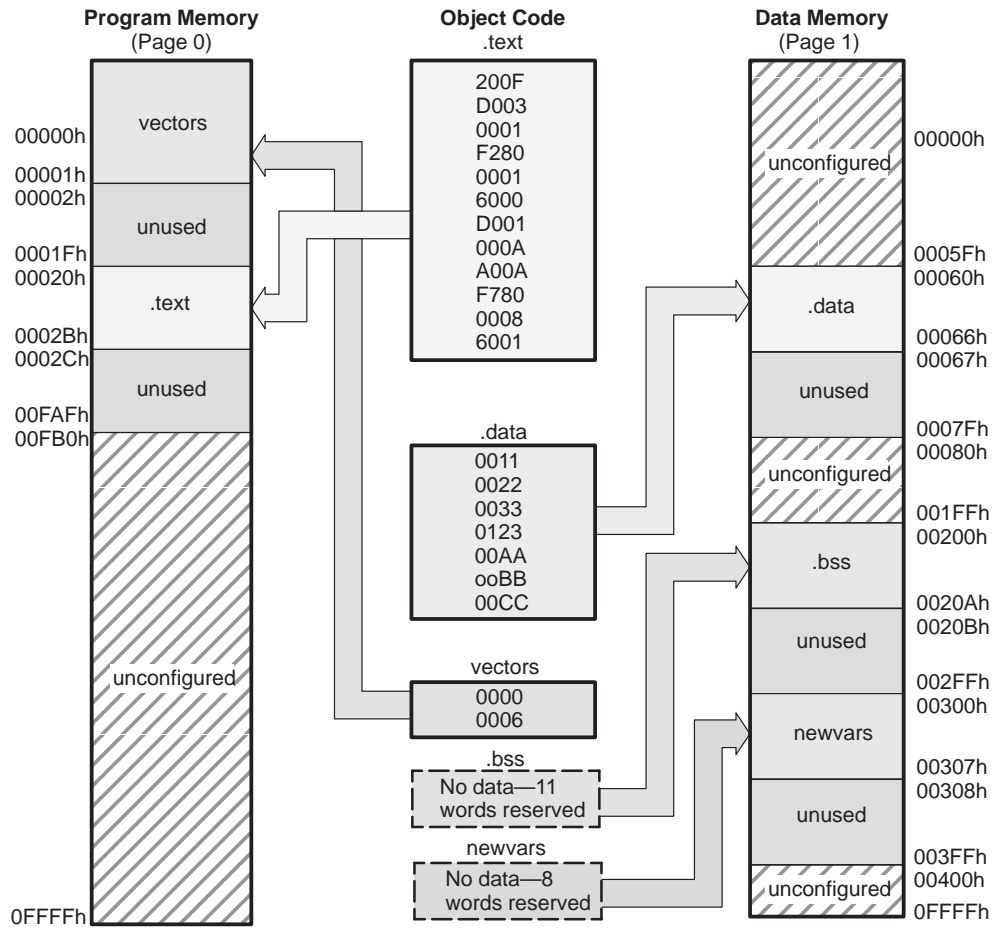 Program Memory
(Page 0)
00000h
vectors
00001h
00002h
unused
0001Fh
00020h
.text
0002Bh
0002Ch
unused
00FAFh
00FB0h
unconfigured
0FFFFh
Object Code
.text
200F
D003
0001
F280
0001
6000
D001
000A
A00A
F780
0008
6001
.data
0011
0022
0033
0123
00AA
ooBB
00CC
vectors
0000
0006
.bss
No data—11
words reserved
newvars
No data—8
words reserved
Data Memory
(Page 1)
00000h
unconfigured
0005Fh
00060h
.data
00066h
00067h
unused
0007Fh
00080h
unconfigured
001FFh
00200h
.bss
0020Ah
0020Bh
unused
002FFh
00300h
newvars
00307h
00308h
unused
003FFh
00400h
unconfigured
0FFFFh